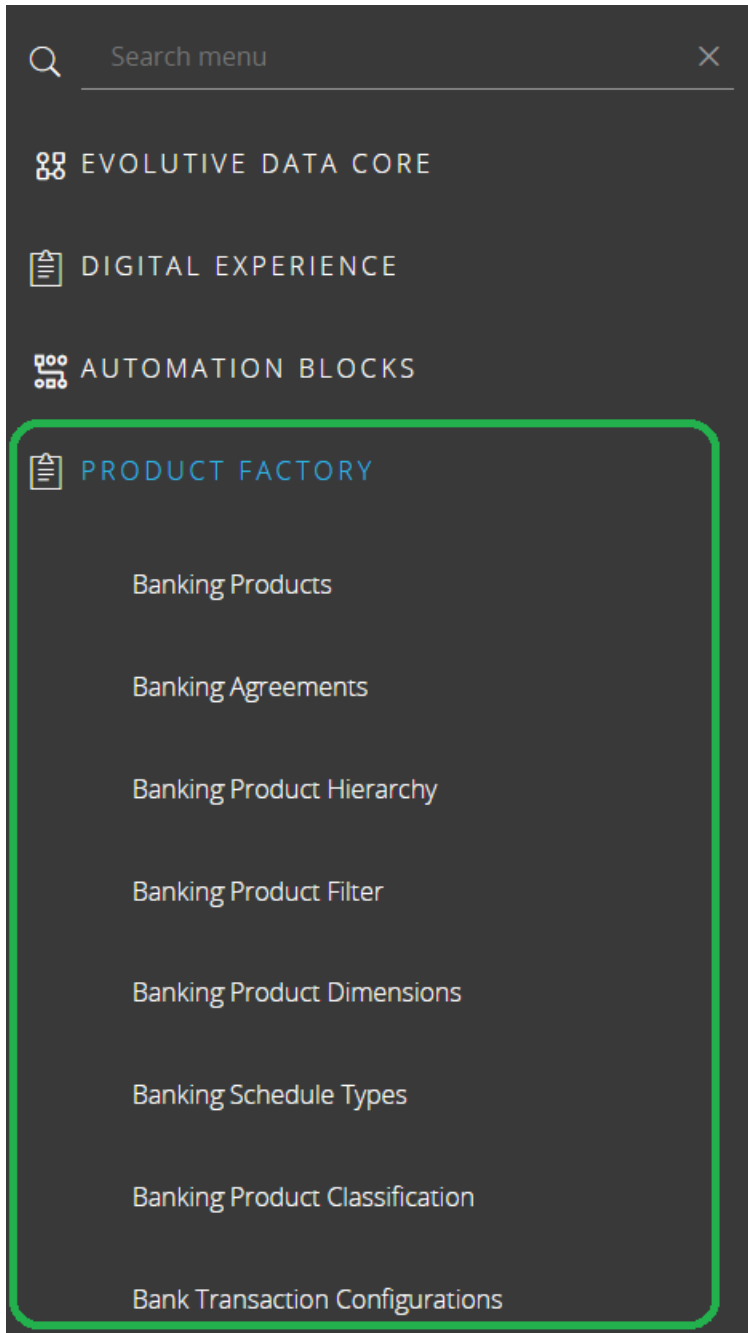 Search menu
EVOLUTIVE DATA CORE
DIGITAL EXPERIENCE
AUTOMATION BLOCKS
PRODUCT FACTORY
Banking Products
Banking Agreements
Banking Product Hierarchy
Banking Product Filter
Banking Product Dimensions
Banking Schedule Types
Banking Product Classification
Bank Transaction Configurations